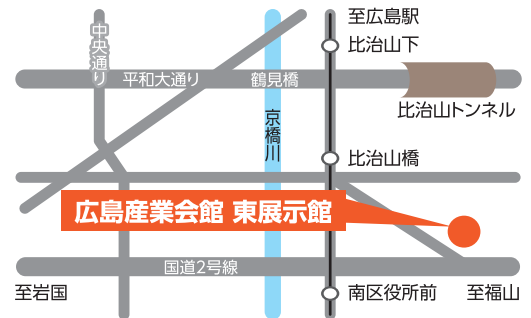 至広島駅
中央通り
比治山下
平和大通り
鶴見橋
比治山トンネル
京橋川
比治山橋
広島産業会館 東展示館
国道2号線
至岩国
南区役所前
至福山